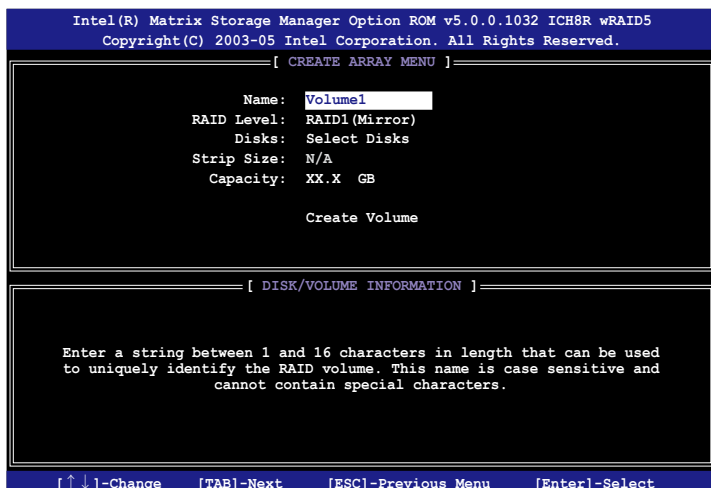 Intel(R) Matrix Storage Manager Option ROM v5.0.0.1032 ICH8R wRAID5
Copyright(C) 2003-05 Intel Corporation. All Rights Reserved.
[ CREATE ARRAY MENU ]
Name: Volume1
RAID Level: RAID1(Mirror)
Disks: Select Disks
Strip Size: N/A
Capacity: XX.X GB
Create Volume
[ DISK/VOLUME INFORMATION ]
Enter a string between 1 and 16 characters in length that can be used
to uniquely identify the RAID volume. This name is case sensitive and
cannot contain special characters.
[↑↓]-Change [TAB]-Next [ESC]-Previous Menu [Enter]-Select